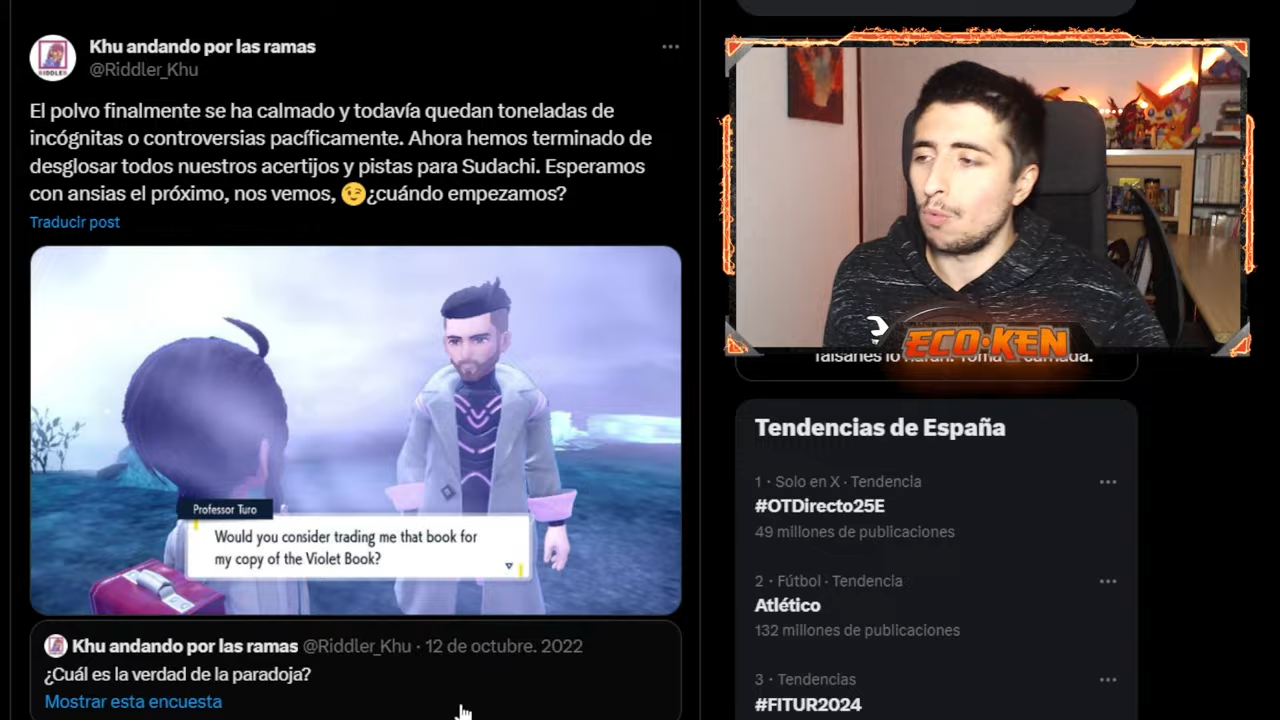 Khu andando por las ramas
@Riddler_Khu
El polvo finalmente se ha calmado y todavía quedan toneladas de
incógnitas o controversias pacíficamente. Ahora hemos terminado de
desglosar todos nuestros acertijos y pistas para Sudachi. Esperamos
con ansias el próximo, nos vemos, 😉¿cuándo empezamos?
Traducir post
Professor Turo
Would you consider trading me that book for
my copy of the Violet Book?
Khu andando por las ramas @Riddler_Khu · 12 de octubre. 2022
¿Cuál es la verdad de la paradoja?
Mostrar esta encuesta
ECO·KEN
Tendencias de España
1 · Solo en X · Tendencia
#OTDirecto25E
49 millones de publicaciones
2 · Fútbol · Tendencia
Atlético
132 millones de publicaciones
3 · Tendencias
#FITUR2024